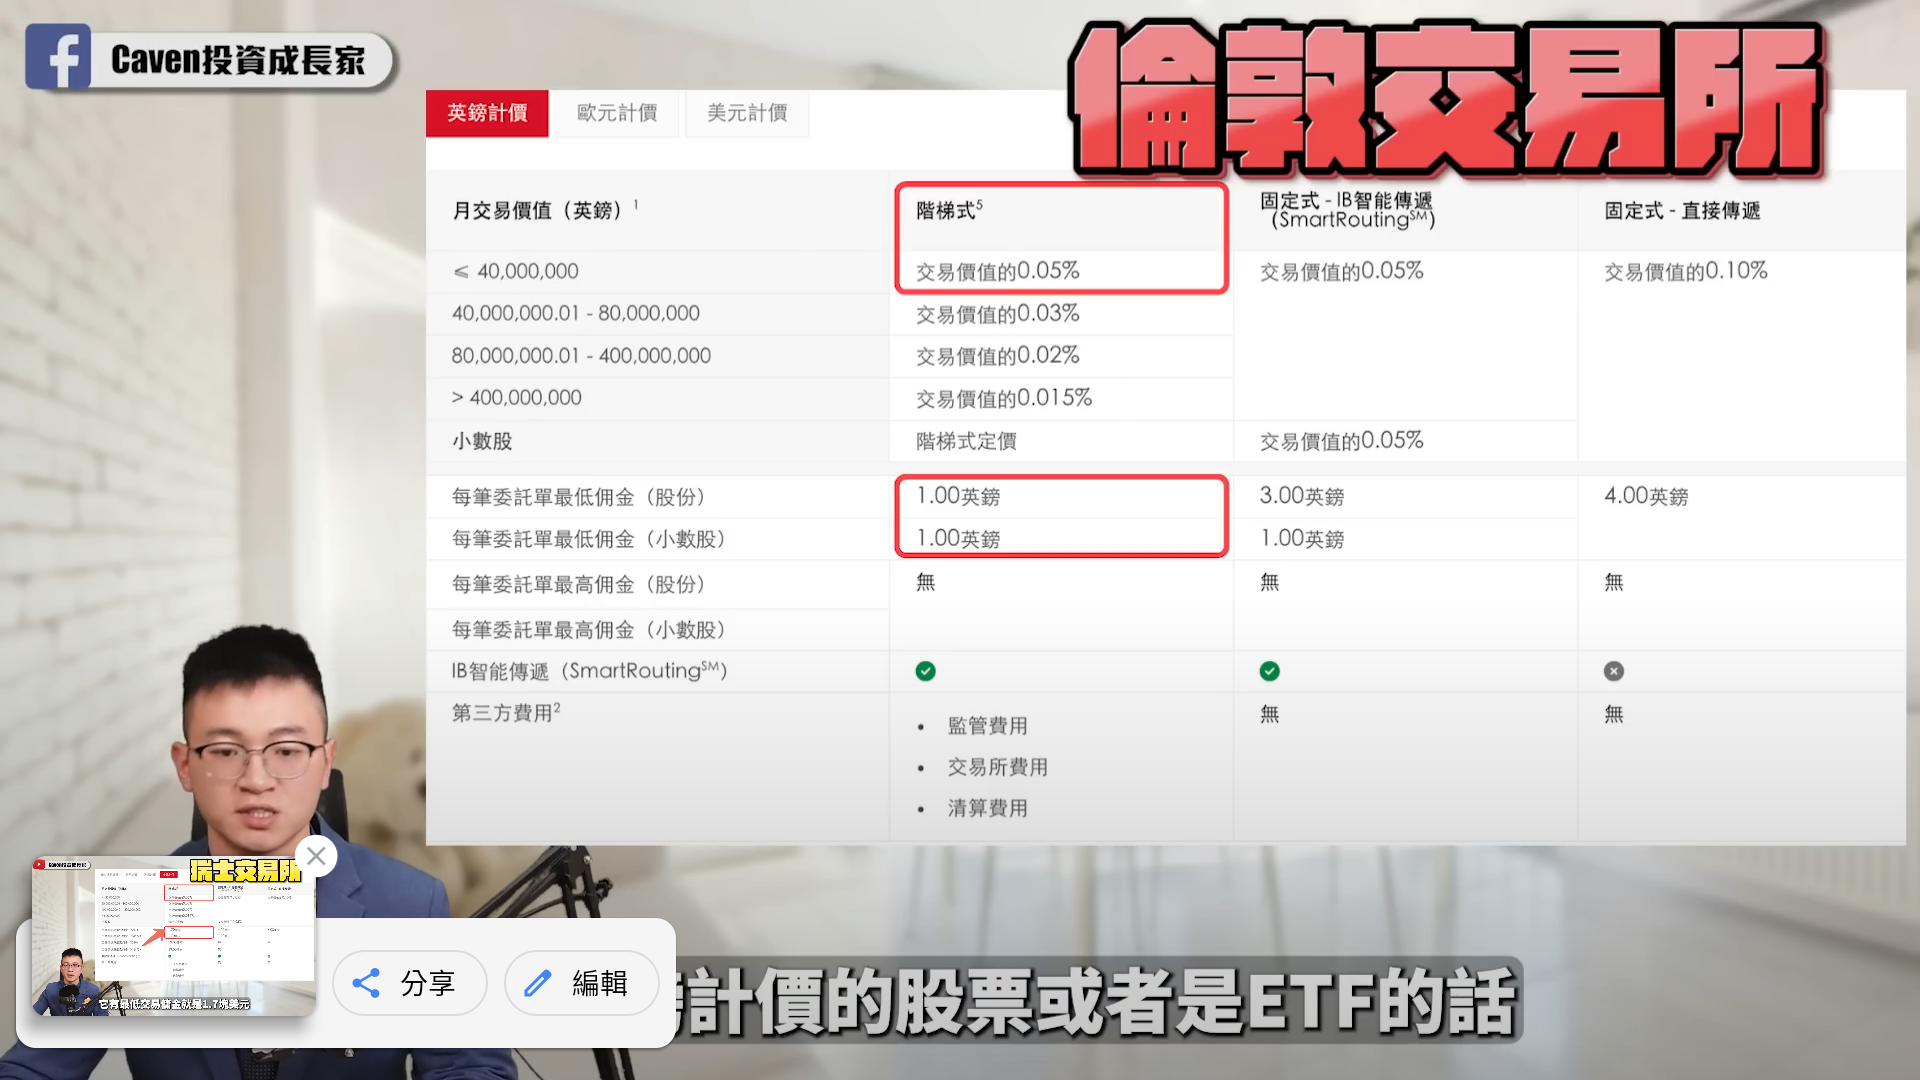 Caven投資成長家
倫敦交易所
英鎊計價 歐元計價 美元計價
月交易價值（英鎊）1 階梯式5 固定式 - IB智能傳遞（SmartRoutingSM） 固定式 - 直接傳遞
≤ 40,000,000 交易價值的0.05% 交易價值的0.05% 交易價值的0.10%
40,000,000.01 - 80,000,000 交易價值的0.03%
80,000,000.01 - 400,000,000 交易價值的0.02%
> 400,000,000 交易價值的0.015%
小數股 階梯式定價 交易價值的0.05%
每筆委託單最低佣金（股份） 1.00英鎊 3.00英鎊 4.00英鎊
每筆委託單最低佣金（小數股） 1.00英鎊 1.00英鎊
每筆委託單最高佣金（股份） 無 無 無
每筆委託單最高佣金（小數股）
IB智能傳遞（SmartRoutingSM）
第三方費用2 無 無
• 監管費用
• 交易所費用
• 清算費用
瑞士交易所
它有最低交易傭金就是1.7塊美元
分享 編輯
計價的股票或者是ETF的話